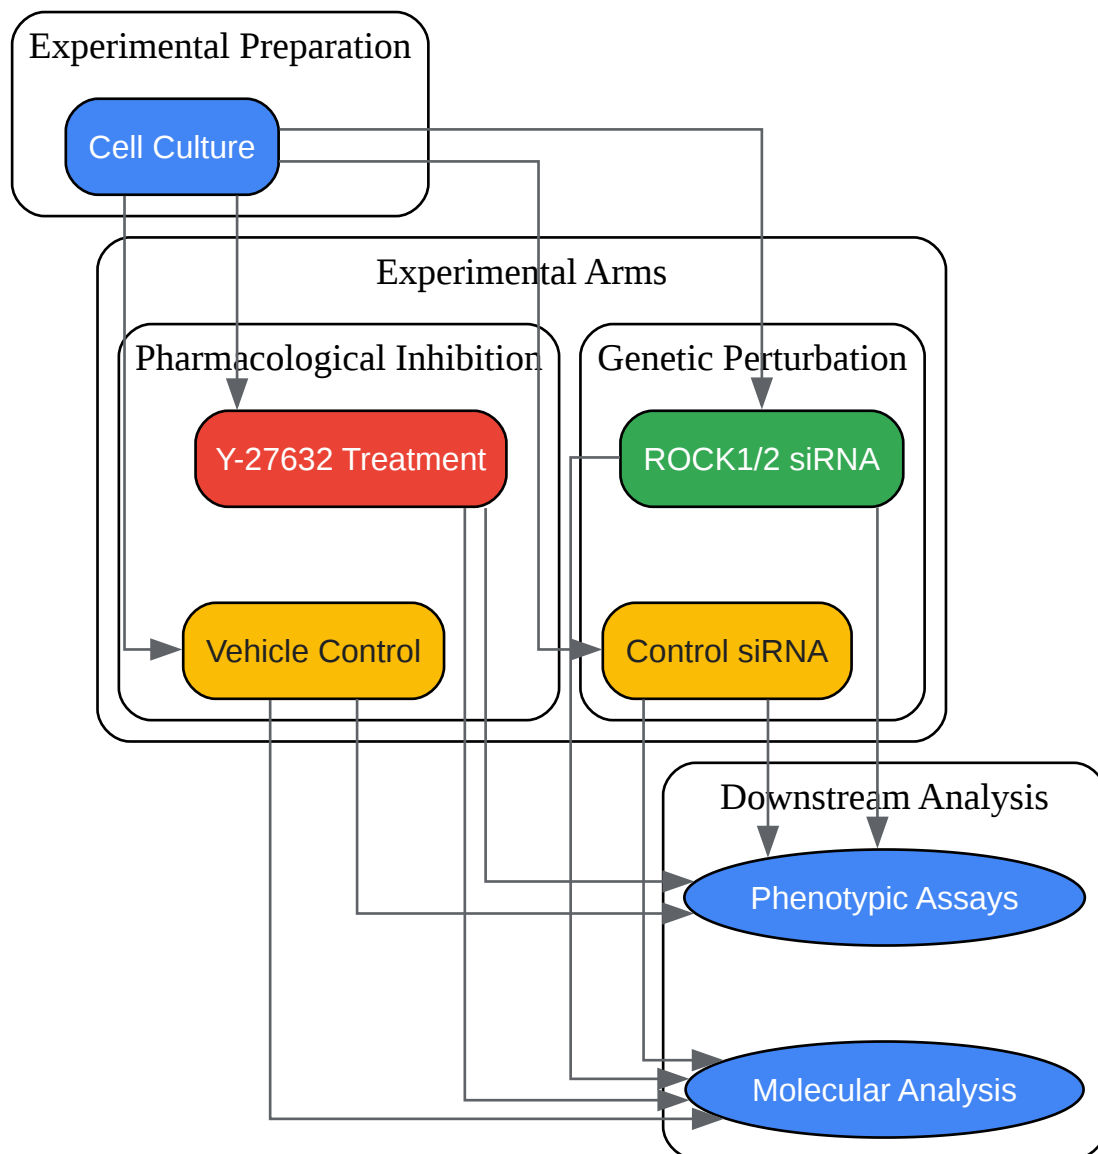 Experimental Preparation
Cell Culture
Experimental Arms
Pharmacological Inhibition
Genetic Perturbation
Y-27632 Treatment
ROCK1/2 siRNA
Vehicle Control
Control siRNA
Downstream Analysis
Phenotypic Assays
Molecular Analysis